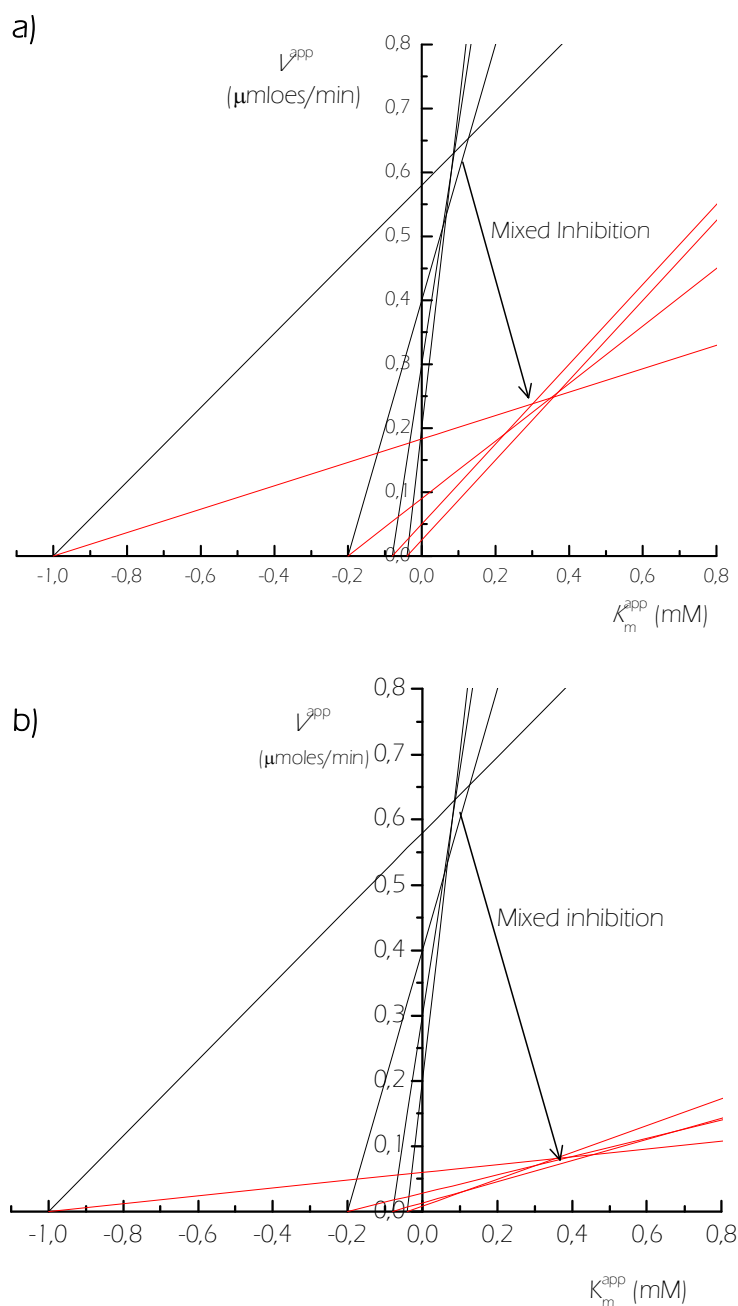 a)
V^app
(μmloes/min)
0,8
0,7
0,6
Mixed Inhibition
0,5
0,4
0,3
0,2
0,1
0,0
-1,0 -0,8 -0,6 -0,4 -0,2 0,0 0,2 0,4 0,6 0,8
K_m^app (mM)
b)
V^app
(μmoles/min)
0,8
0,7
0,6
0,5
Mixed inhibition
0,4
0,3
0,2
0,1
0,0
-1,0 -0,8 -0,6 -0,4 -0,2 0,0 0,2 0,4 0,6 0,8
K_m^app (mM)